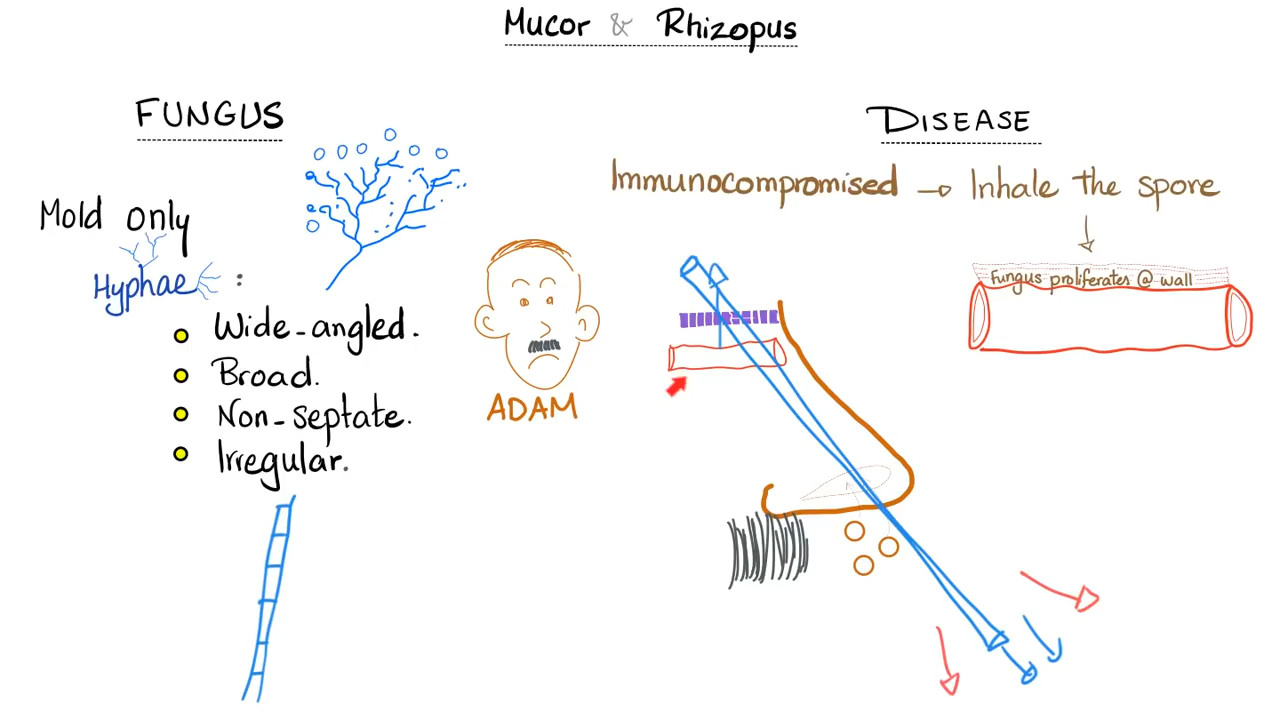 Mucor & Rhizopus
FUNGUS
Mold only
Hyphae :
Wide-angled.
Broad.
Non-septate.
Irregular.
ADAM
DISEASE
Immunocompromised → Inhale the spore
Fungus proliferates @ wall